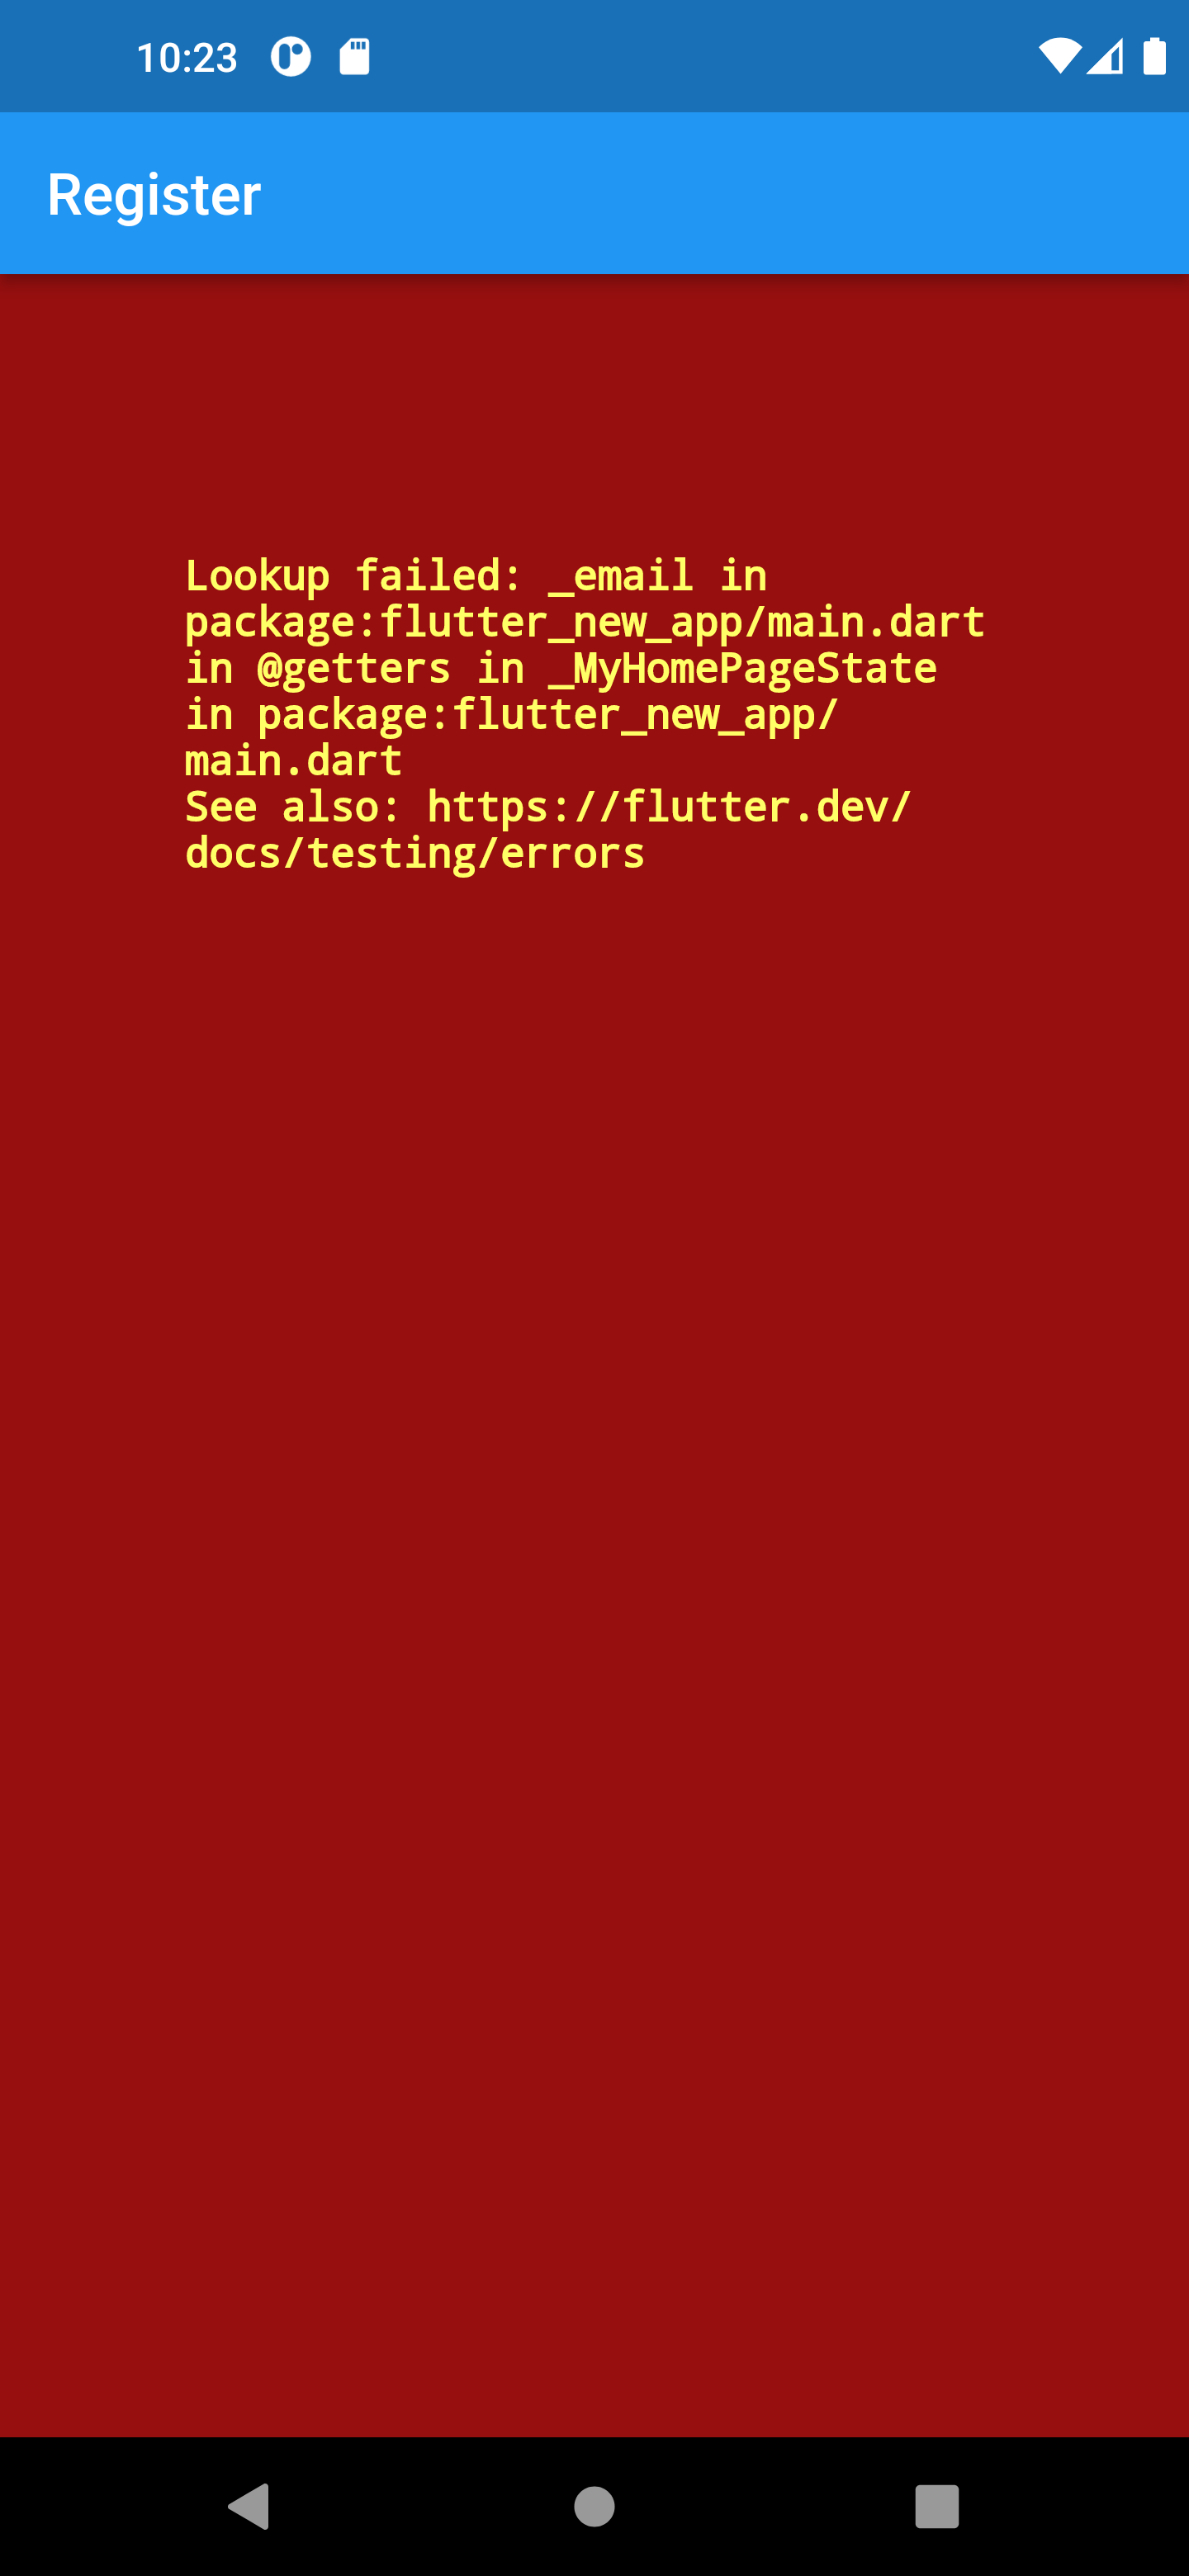 10:23
Register
Lookup failed: _email in
package:flutter_new_app/main.dart
in @getters in _MyHomePageState
in package:flutter_new_app/
main.dart
See also: https://flutter.dev/
docs/testing/errors